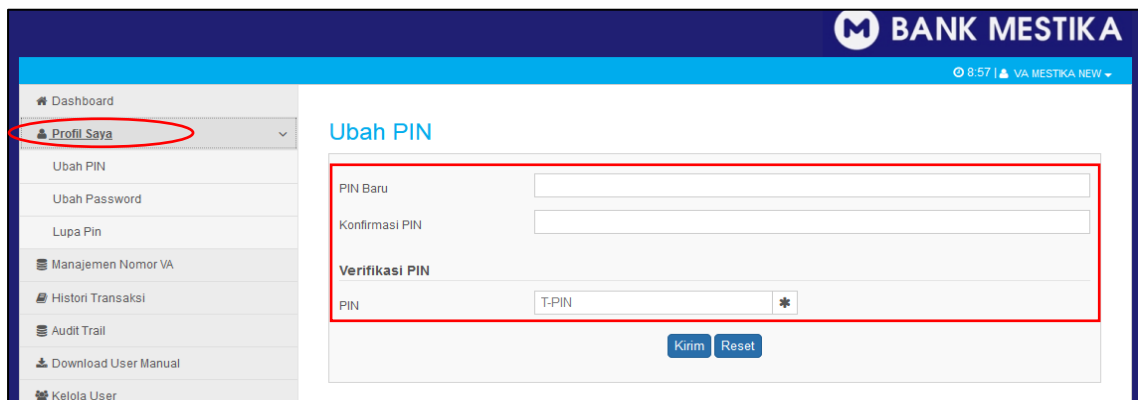 BANK MESTIKA
8:57 | VA MESTIKA NEW
Dashboard
Profil Saya
Ubah PIN
Ubah Password
Lupa Pin
Manajemen Nomor VA
Histori Transaksi
Audit Trail
Download User Manual
Kelola User
Ubah PIN
PIN Baru
Konfirmasi PIN
Verifikasi PIN
PIN T-PIN *
Kirim Reset